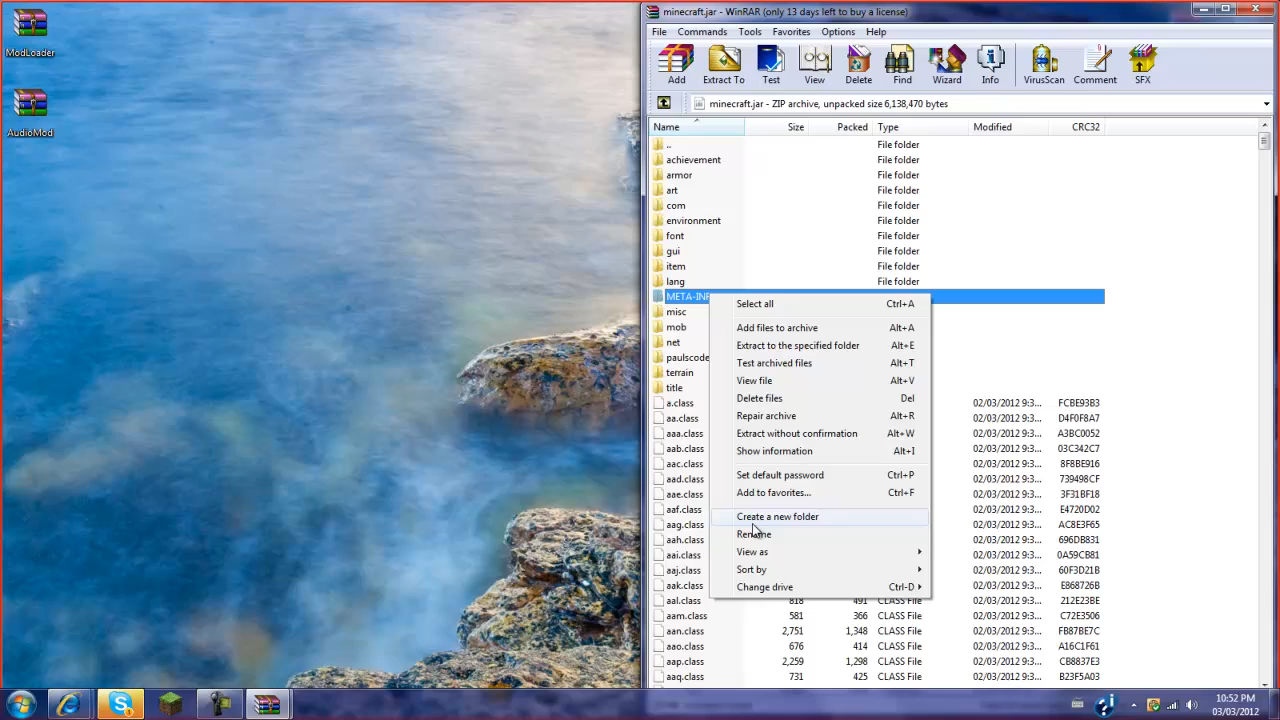 ModLoader
AudioMod
minecraft.jar - WinRAR (only 13 days left to buy a license)
File Commands Tools Favorites Options Help
Add Extract To Test View Delete Find Wizard Info VirusScan Comment SFX
minecraft.jar - ZIP archive, unpacked size 6,138,470 bytes
Name Size Packed Type Modified CRC32
.. File folder
achievement File folder
armor File folder
art File folder
com File folder
environment File folder
font File folder
gui File folder
item File folder
lang File folder
META-INF
misc
mob
net
paulscode
terrain
title
a.class 02/03/2012 9:3... FCBE93B3
aa.class 02/03/2012 9:3... D4F0F8A7
aaa.class 02/03/2012 9:3... A3BC0052
aab.class 02/03/2012 9:3... 03C342C7
aac.class 02/03/2012 9:3... 8F8BE916
aad.class 02/03/2012 9:3... 739498CF
aae.class 02/03/2012 9:3... 3F31BF18
aaf.class 02/03/2012 9:3... E4720D02
aag.class 02/03/2012 9:3... AC8E3F65
aah.class 02/03/2012 9:3... 696DB831
aai.class 02/03/2012 9:3... 0A59CB81
aaj.class 02/03/2012 9:3... 60F3D21B
aak.class 02/03/2012 9:3... E868726B
aal.class 818 491 CLASS File 02/03/2012 9:3... 212E23BE
aam.class 581 366 CLASS File 02/03/2012 9:3... C72E3506
aan.class 2,751 1,348 CLASS File 02/03/2012 9:3... FB87BE7C
aao.class 676 414 CLASS File 02/03/2012 9:3... AA16C1F61
aap.class 2,259 1,298 CLASS File 02/03/2012 9:3... CB8837E3
aaq.class 731 425 CLASS File 02/03/2012 9:3... B23F5A03
Select all Ctrl+A
Add files to archive Alt+A
Extract to the specified folder Alt+E
Test archived files Alt+T
View file Alt+V
Delete files Del
Repair archive Alt+R
Extract without confirmation Alt+W
Show information Alt+I
Set default password Ctrl+P
Add to favorites... Ctrl+F
Create a new folder
Rename
View as
Sort by
Change drive Ctrl-D
10:52 PM
03/03/2012